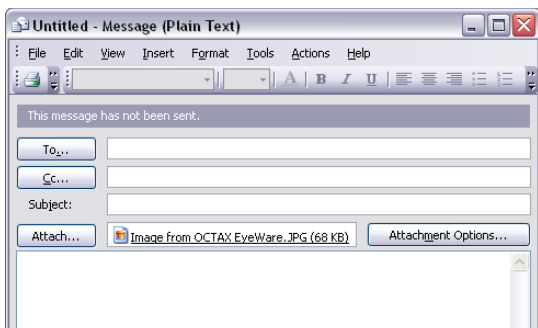 Untitled - Message (Plain Text)
File Edit View Insert Format Tools Actions Help
A B I U
This message has not been sent.
To...
Cc...
Subject:
Attach... Image from OCTAX EyeWare.JPG (68 KB) Attachment Options...